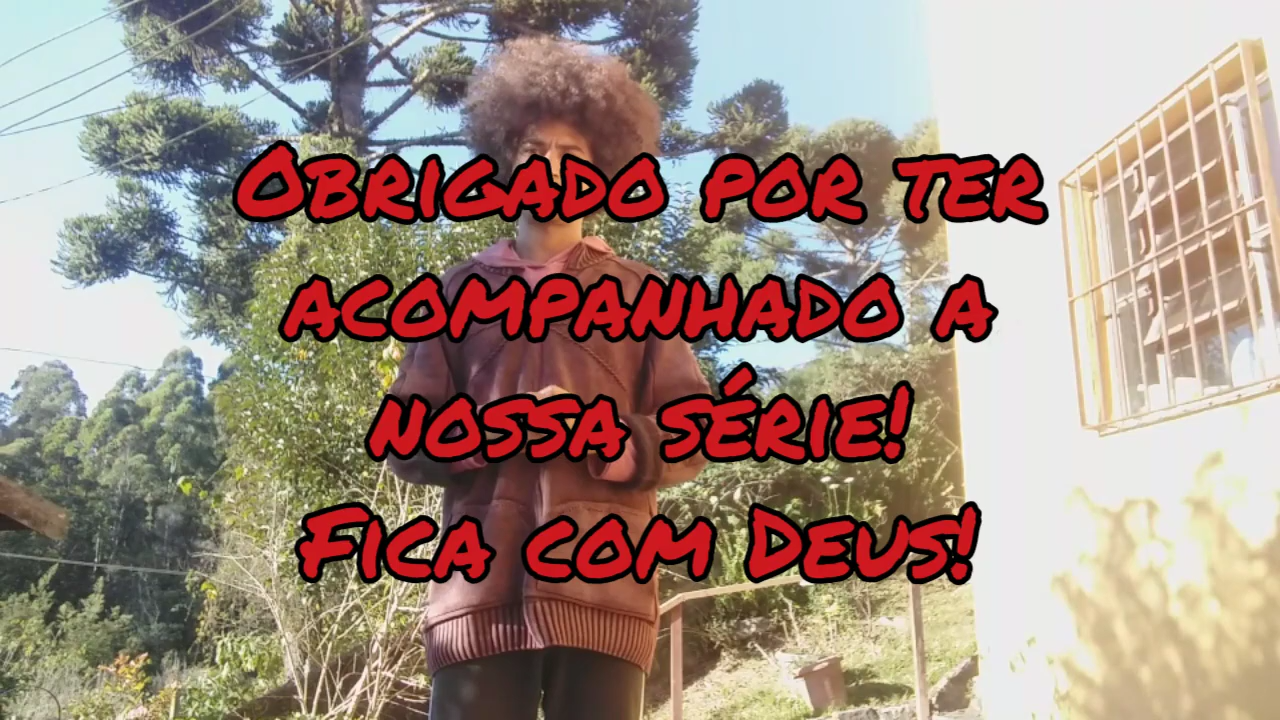 Obrigado por ter
acompanhado a
nossa série!
Fica com Deus!